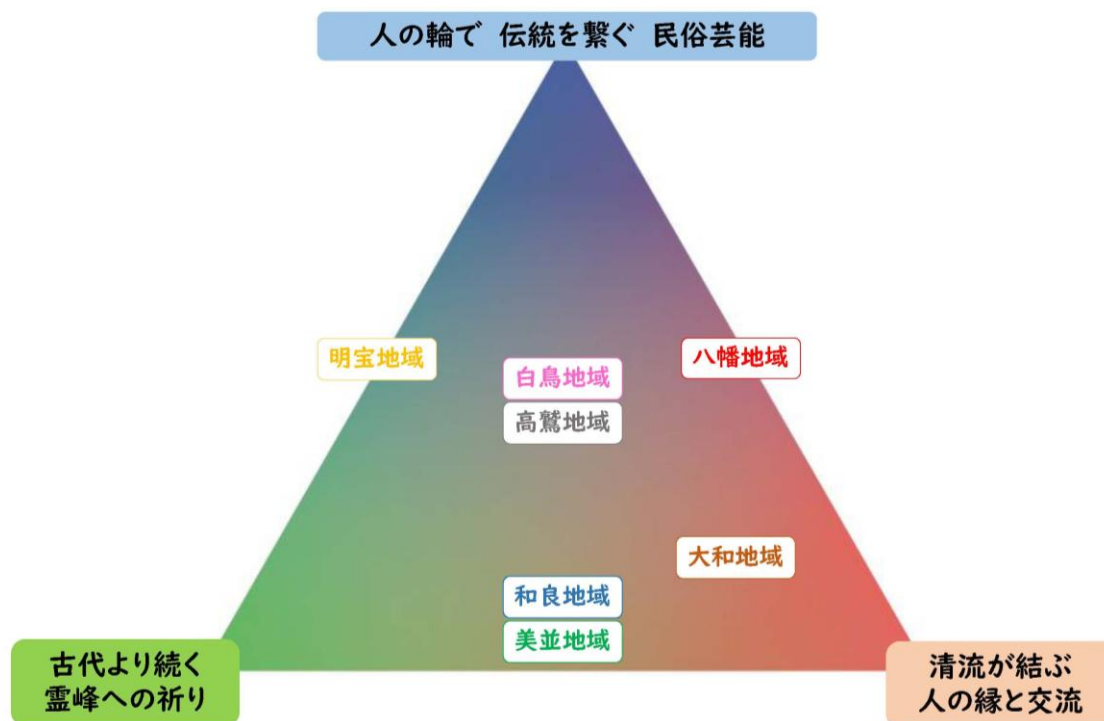 人の輪で 伝統を繋ぐ 民俗芸能
明宝地域
八幡地域
白鳥地域
高鷲地域
大和地域
和良地域
美並地域
古代より続く
霊峰への祈り
清流が結ぶ
人の縁と交流